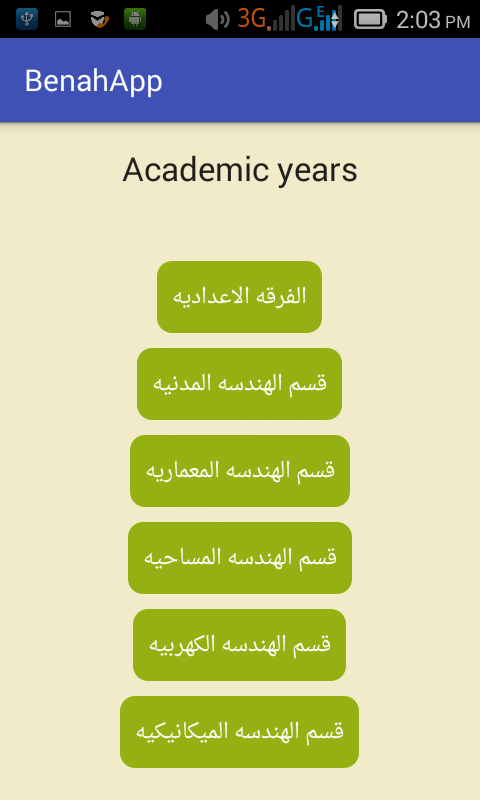 3G
G
E
2:03 PM
BenahApp
Academic years
الفرقه الاعداديه
قسم الهندسه المدنيه
قسم الهندسه المعماريه
قسم الهندسه المساحيه
قسم الهندسه الكهربيه
قسم الهندسه الميكانيكيه